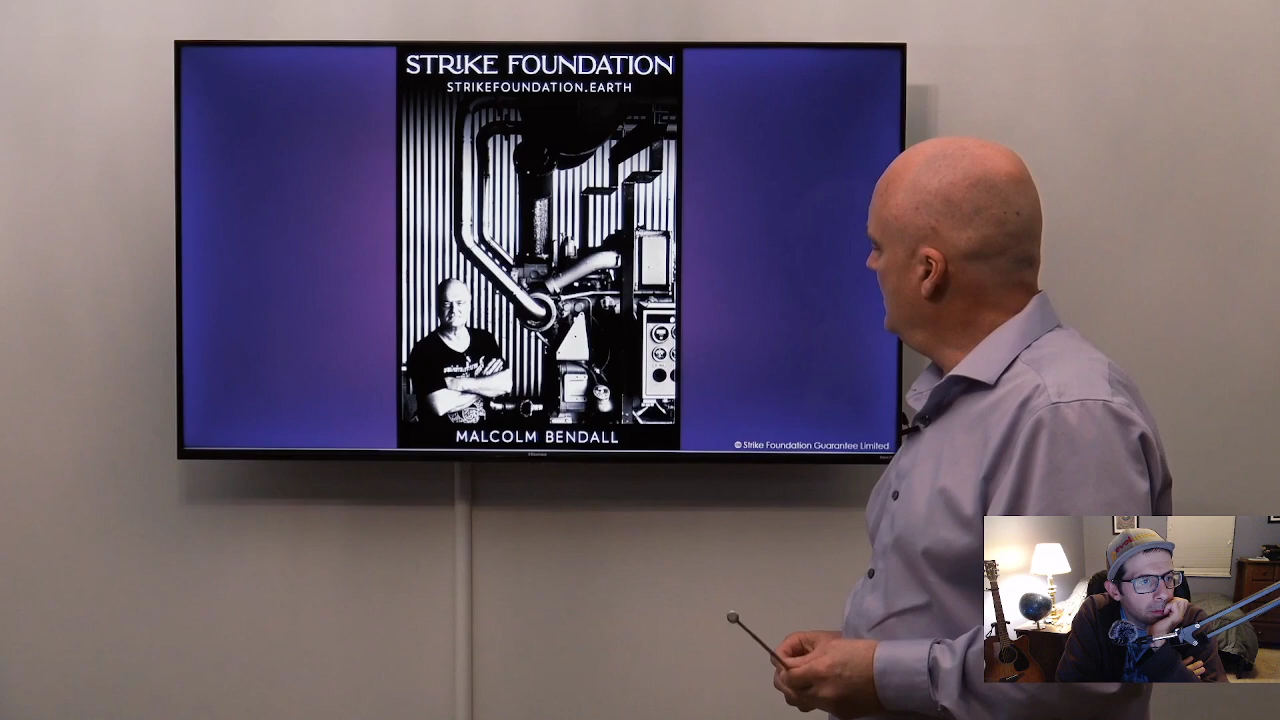 STRIKE FOUNDATION
STRIKEFOUNDATION.EARTH
MALCOLM BENDALL
© Strike Foundation Guarantee Limited